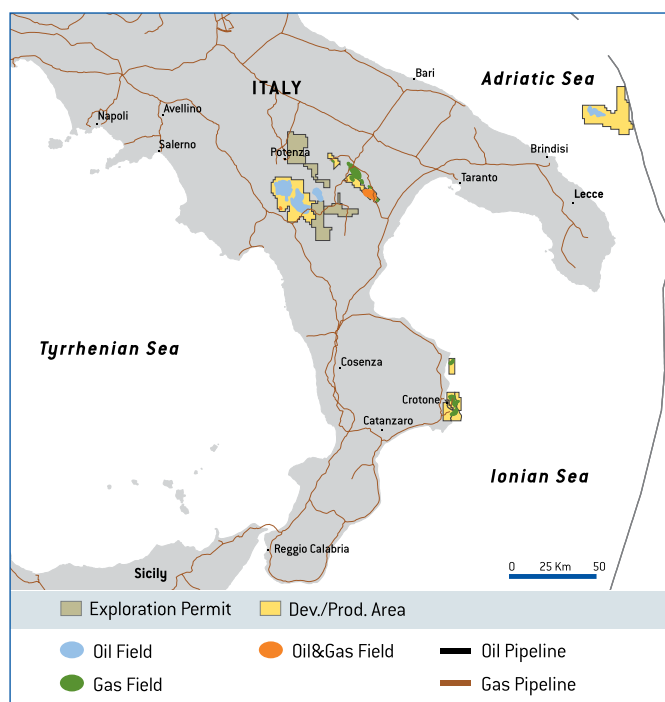 Bari
Adriatic Sea
ITALY
Avellino
Napoli
Salerno
Potenza
Brindisi
Taranto
Lecce
Tyrrhenian Sea
Cosenza
Crotone
Catanzaro
Ionian Sea
Reggio Calabria
Sicily
0 25 Km 50
Exploration Permit Dev./Prod. Area
Oil Field Oil&Gas Field Oil Pipeline
Gas Field Gas Pipeline